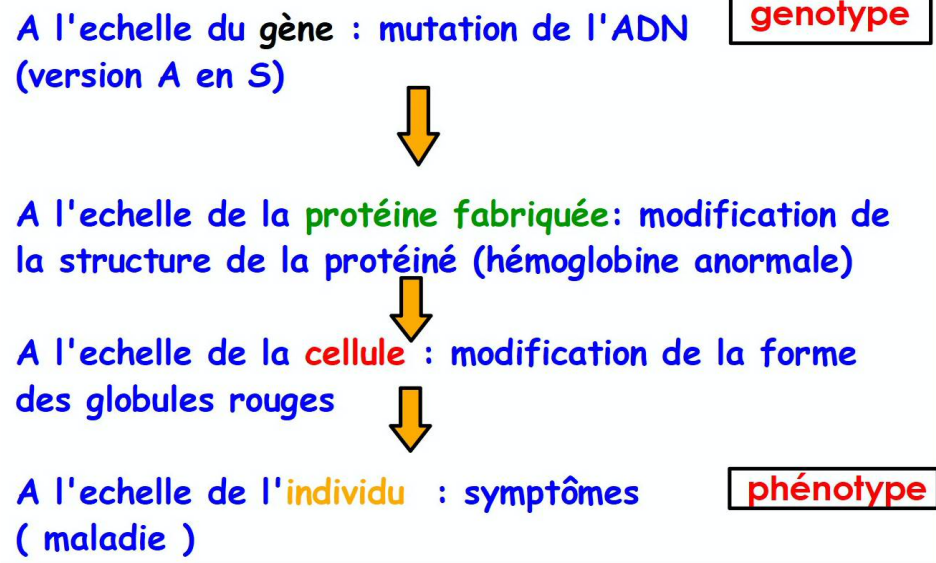 A l'echelle du gène : mutation de l'ADN
genotype
(version A en S)
A l'echelle de la protéine fabriquée: modification de
la structure de la protéiné (hémoglobine anormale)
A l'echelle de la cellule : modification de la forme
des globules rouges
A l'echelle de l'individu : symptômes
phénotype
( maladie )